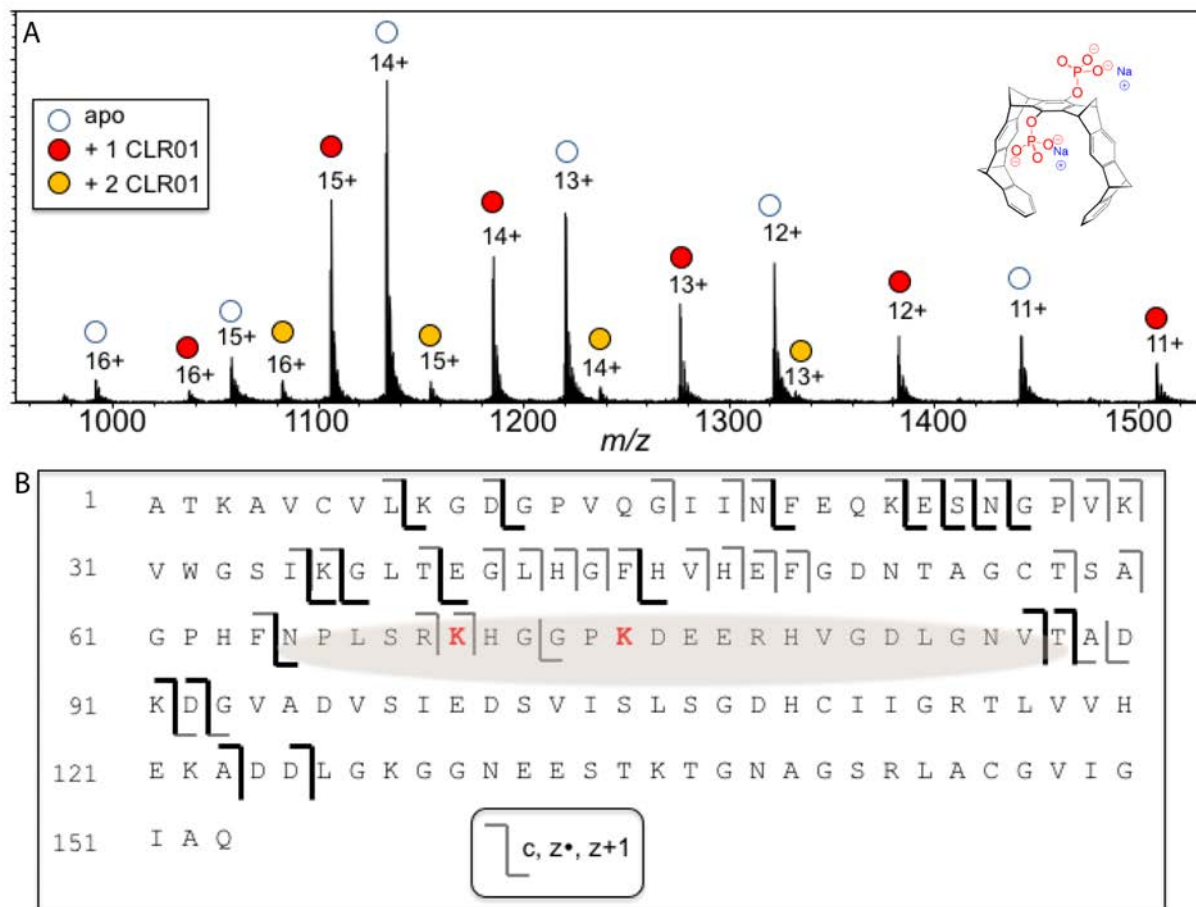 A
apo
+ 1 CLR01
+ 2 CLR01
16+
16+
15+
16+
15+
14+
15+
14+
13+
14+
13+
12+
13+
12+
11+
11+
O O⊖ P O⊖ Na ⊕ O
O O P O⊖ Na ⊕ ⊖O O
1000 1100 1200 1300 1400 1500
m/z
B
1 A T K A V C V L K G D G P V Q G I I N F E Q K E S N G P V K
31 V W G S I K G L T E G L H G F H V H E F G D N T A G C T S A
61 G P H F N P L S R K H G G P K D E E R H V G D L G N V T A D
91 K D G V A D V S I E D S V I S L S G D H C I I G R T L V V H
121 E K A D D L G K G G N E E S T K T G N A G S R L A C G V I G
151 I A Q
c, z•, z+1